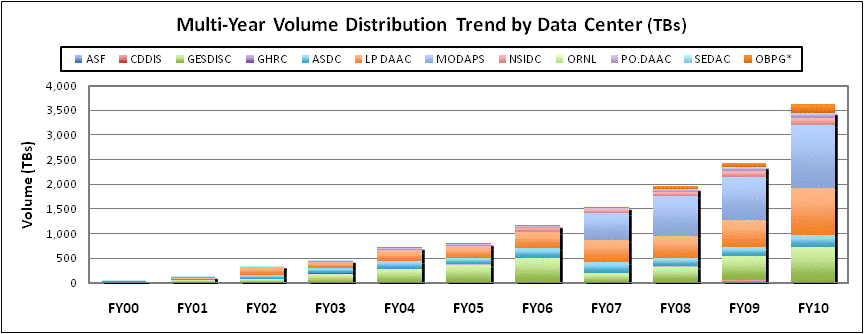 Multi-Year Volume Distribution Trend by Data Center (TBs)
ASF CDDIS GESDISC GHRC ASDC LP DAAC MODAPS NSIDC ORNL PO.DAAC SEDAC OBPG*
4,000
3,500
3,000
2,500
2,000
1,500
1,000
500
0
Volume (TBs)
FY00 FY01 FY02 FY03 FY04 FY05 FY06 FY07 FY08 FY09 FY10